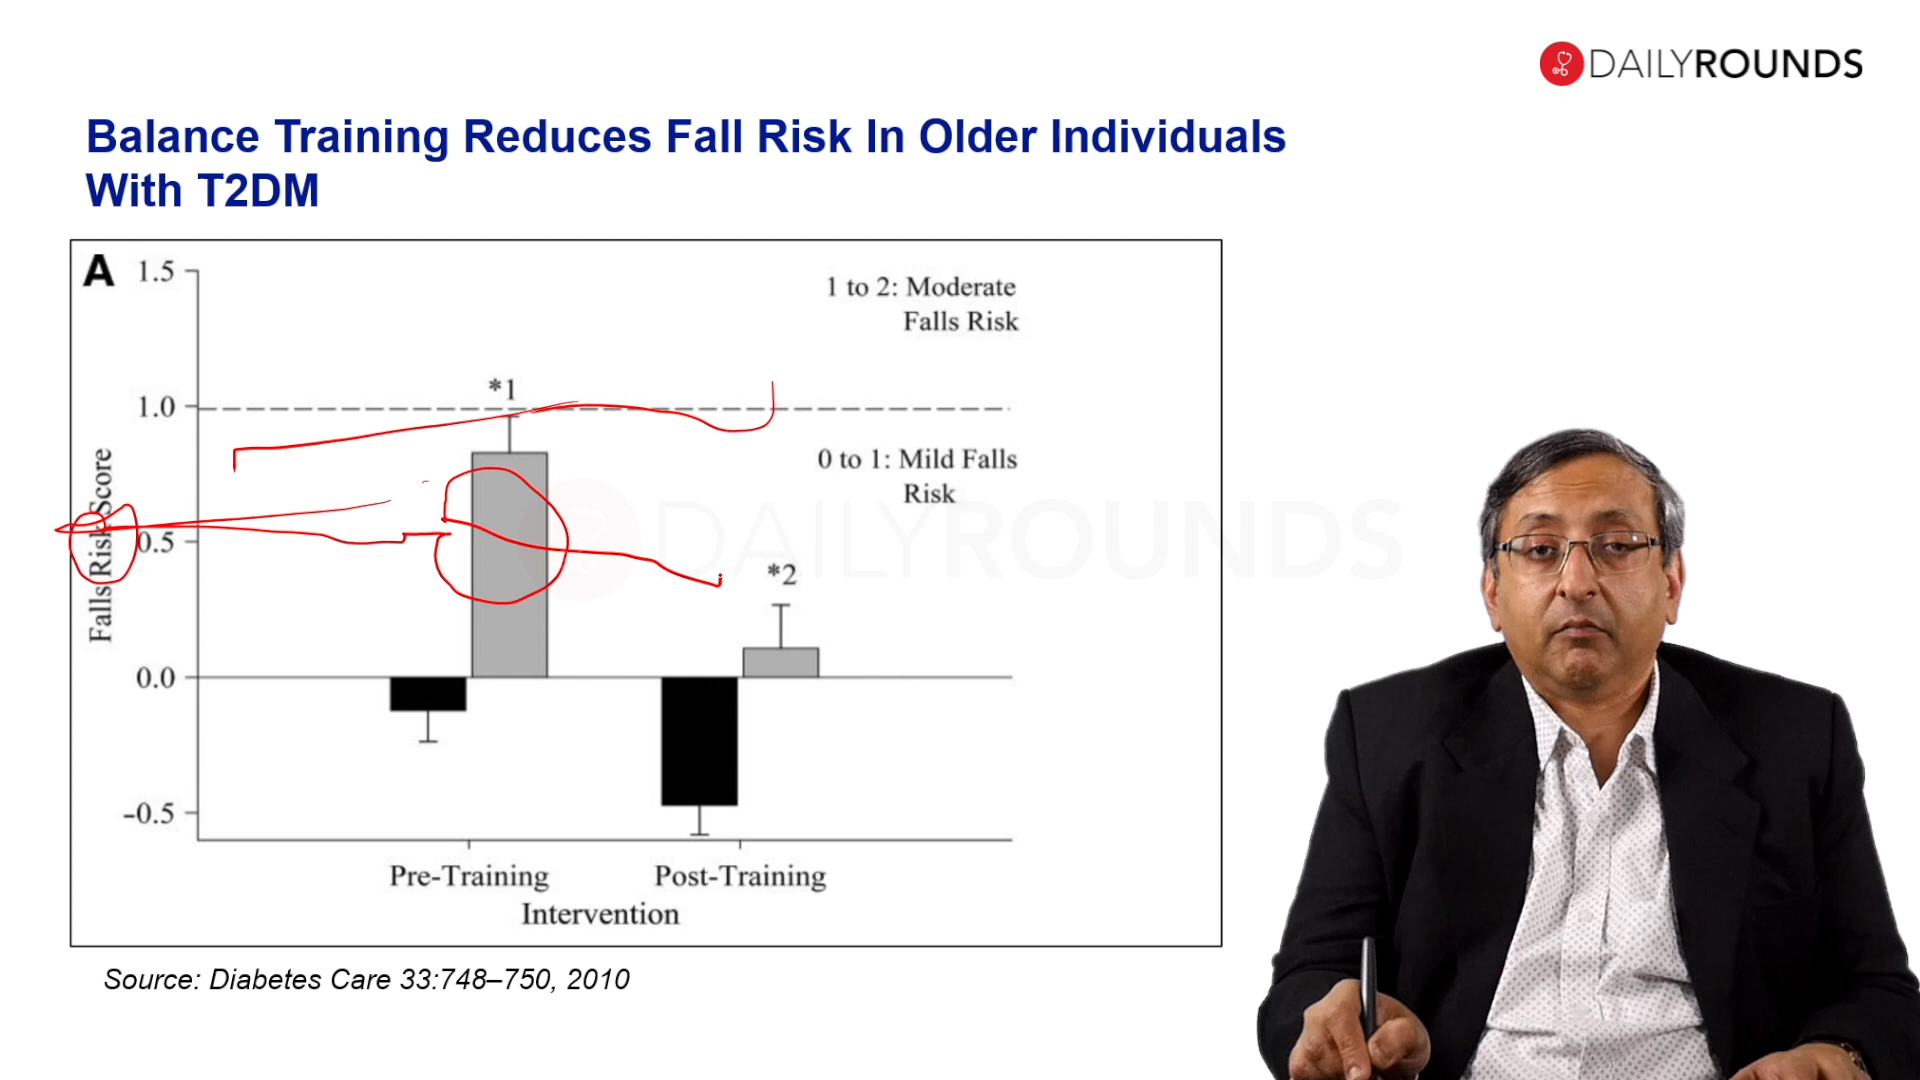 DAILYROUNDS
Balance Training Reduces Fall Risk In Older Individuals
With T2DM
A
1.5
1 to 2: Moderate
Falls Risk
*1
1.0
0 to 1: Mild Falls
Risk
Falls Risk Score
0.5
DAILYROUNDS
*2
0.0
-0.5
Pre-Training
Post-Training
Intervention
Source: Diabetes Care 33:748–750, 2010